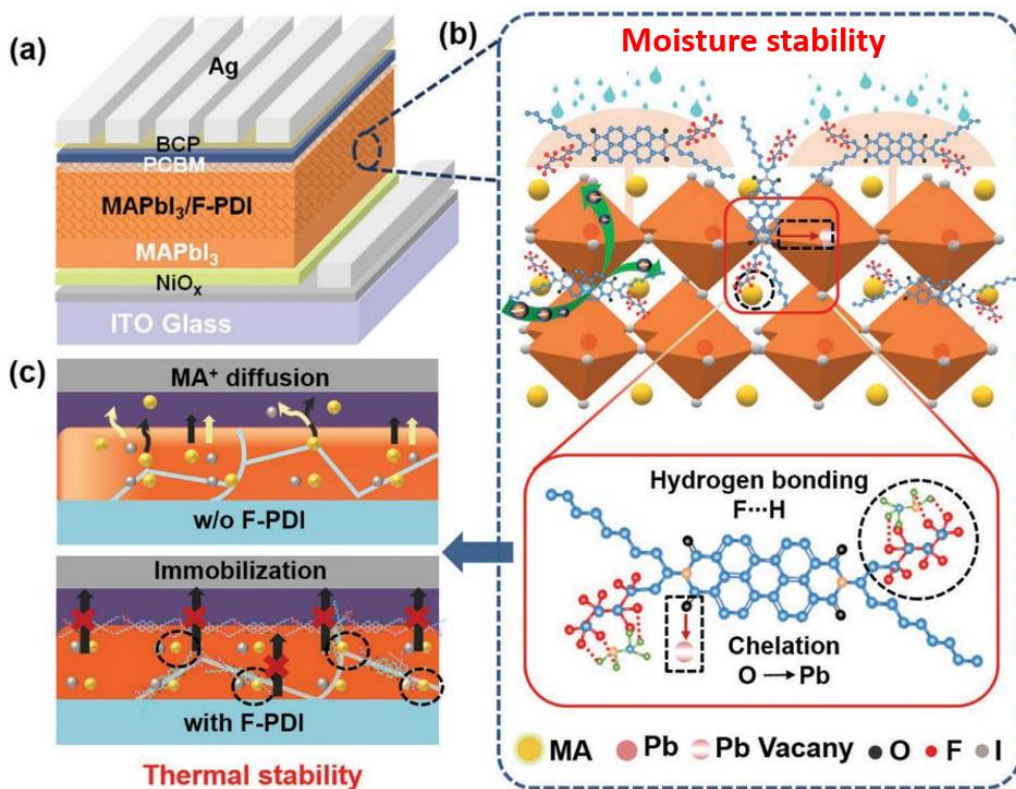 (a)
Ag
BCP
PCBM
MAPbI₃/F-PDI
MAPbI₃
NiOₓ
ITO Glass
(b)
Moisture stability
Hydrogen bonding
F···H
Chelation
O→Pb
MA Pb Pb Vacany O F I
(c)
MA⁺ diffusion
w/o F-PDI
Immobilization
with F-PDI
Thermal stability